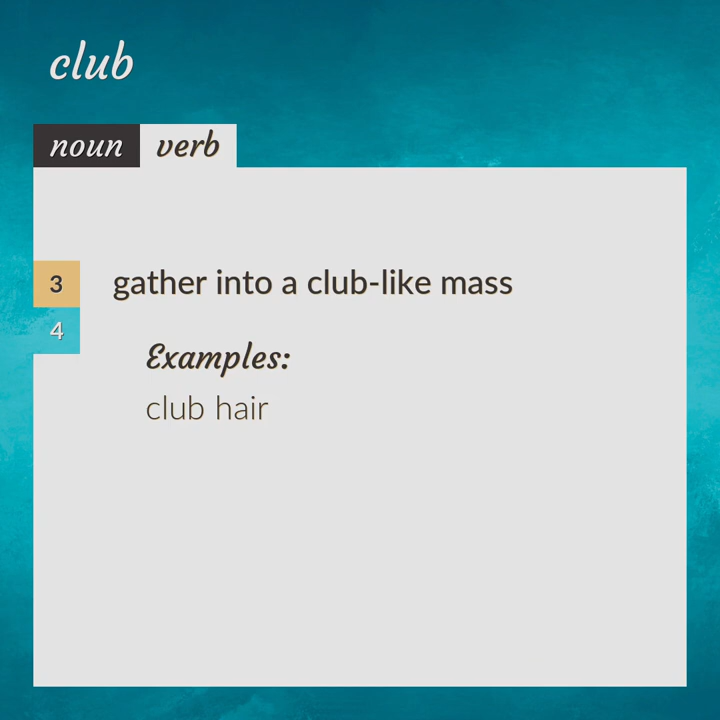 club
noun verb
3 gather into a club-like mass
4
Examples:
club hair